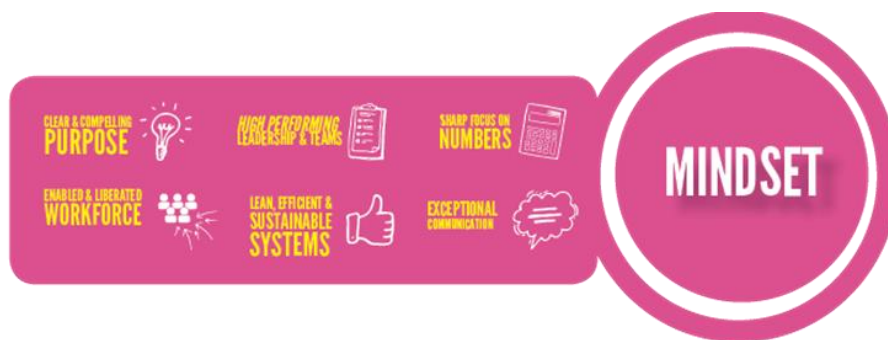 CLEAR & COMPELLING
PURPOSE
HIGH PERFORMING
LEADERSHIP & TEAMS
SHARP FOCUS ON
NUMBERS
ENABLED & LIBERATED
WORKFORCE
LEAN, EFFICIENT &
SUSTAINABLE
SYSTEMS
EXCEPTIONAL
COMMUNICATION
MINDSET